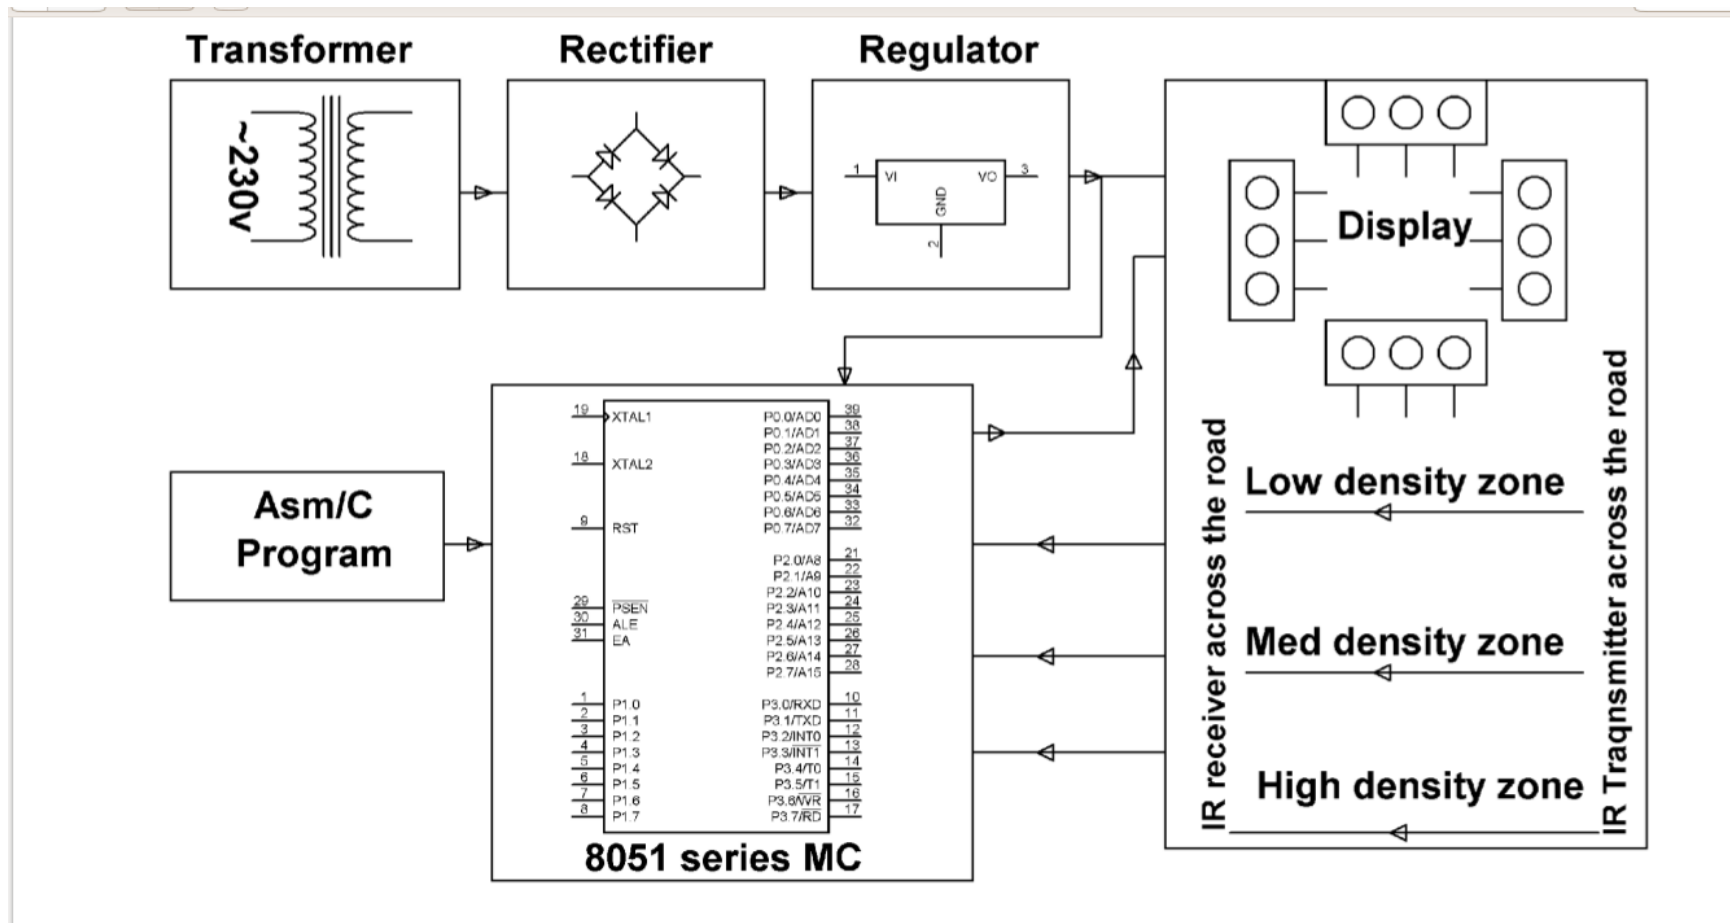 Transformer
Rectifier
Regulator
~230v
1
VI
VO
3
GND
2
Display
Asm/C
Program
19
XTAL1
18
XTAL2
9
RST
29
PSEN
30
ALE
31
EA
1
P1.0
2
P1.1
3
P1.2
4
P1.3
5
P1.4
6
P1.5
7
P1.6
8
P1.7
P0.0/AD0
39
P0.1/AD1
38
P0.2/AD2
37
P0.3/AD3
36
P0.4/AD4
35
P0.5/AD5
34
P0.6/AD6
33
P0.7/AD7
32
P2.0/A8
21
P2.1/A9
22
P2.2/A10
23
P2.3/A11
24
P2.4/A12
25
P2.5/A13
26
P2.6/A14
27
P2.7/A15
28
P3.0/RXD
10
P3.1/TXD
11
P3.2/INT0
12
P3.3/INT1
13
P3.4/T0
14
P3.5/T1
15
P3.6/WR
16
P3.7/RD
17
8051 series MC
IR receiver across the road
Low density zone
Med density zone
High density zone
IR Traqnsmitter across the road